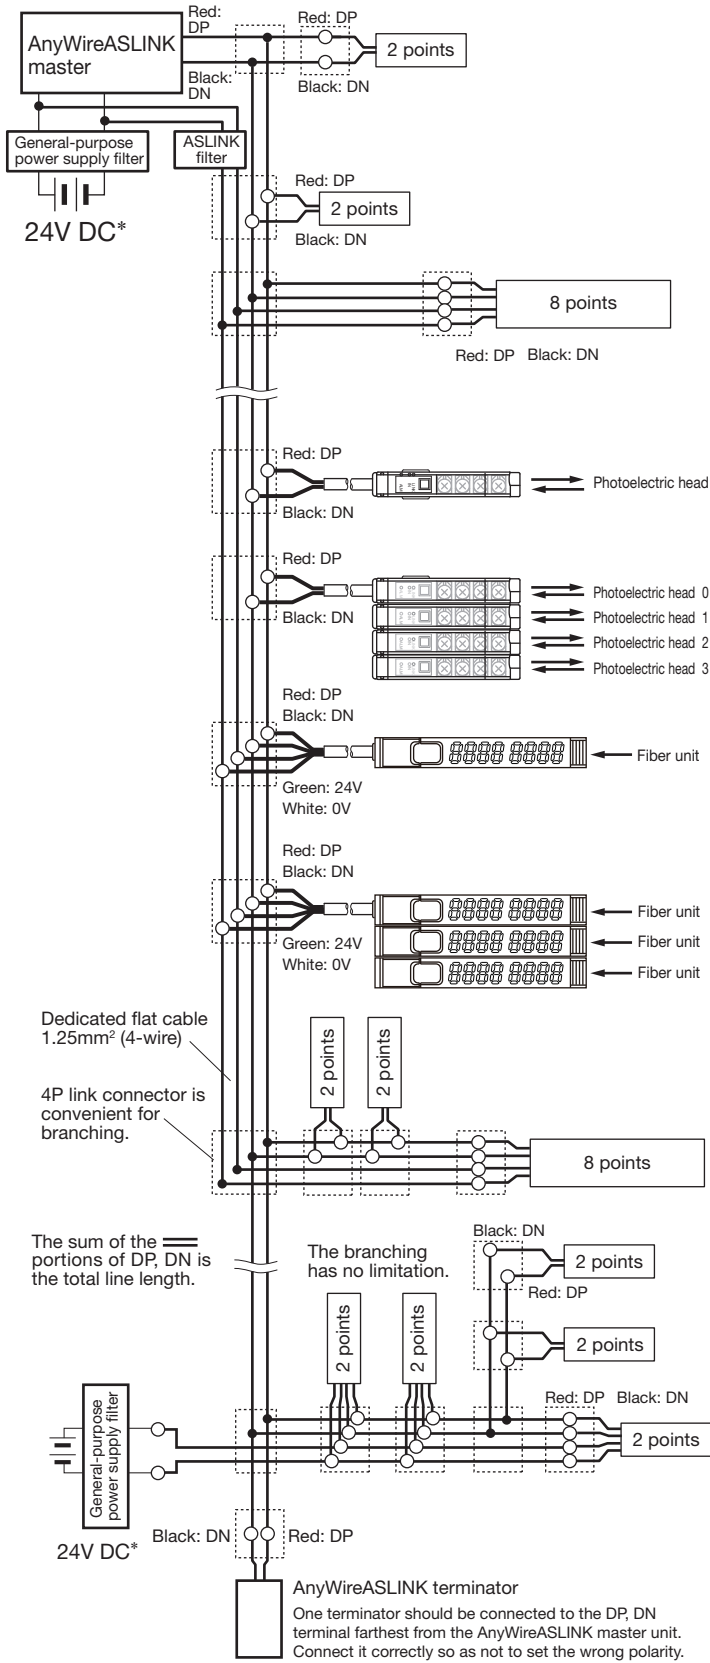 Red:
DP
Red: DP
AnyWireASLINK
master
2 points
Black:
DN
Black: DN
General-purpose
power supply filter
ASLINK
filter
24V DC*
Red: DP
2 points
Black: DN
8 points
Red: DP Black: DN
Red: DP
Photoelectric head
Black: DN
Red: DP
Photoelectric head 0
Black: DN
Photoelectric head 1
Photoelectric head 2
Photoelectric head 3
Red: DP
Black: DN
Fiber unit
Green: 24V
White: 0V
Red: DP
Black: DN
Fiber unit
Green: 24V
White: 0V
Fiber unit
Fiber unit
Dedicated flat cable
1.25mm² (4-wire)
2 points
2 points
4P link connector is
convenient for
branching.
8 points
The sum of the
portions of DP, DN is
the total line length.
The branching
has no limitation.
Black: DN
2 points
Red: DP
2 points
2 points
2 points
General-purpose
power supply filter
Red: DP Black: DN
2 points
24V DC*
Black: DN
Red: DP
AnyWireASLINK terminator
One terminator should be connected to the DP, DN
terminal farthest from the AnyWireASLINK master unit.
Connect it correctly so as not to set the wrong polarity.